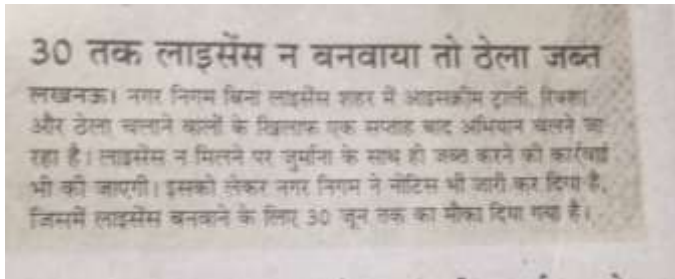 30 तक लाइसेंस न बनवाया तो ठेला जब्त
लखनऊ। नगर निगम बिना लाइसेंस शहर में आइसक्रीम ट्राली, रिक्शा
और ठेला चलाने वालों के खिलाफ एक सप्ताह बाद अभियान चलने जा
रहा है। लाइसेंस न मिलने पर जुर्माना के साथ ही जब्त करने की कार्रवाई
भी की जाएगी। इसको लेकर नगर निगम ने नोटिस भी जारी कर दिया है,
जिसमें लाइसेंस बनवाने के लिए 30 जून तक का मौका दिया गया है।